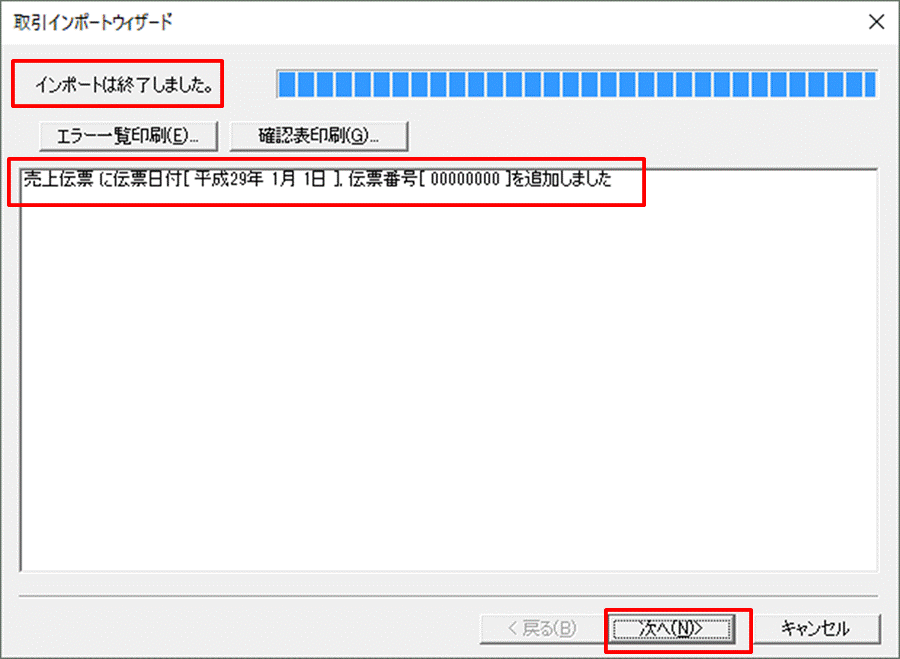 取引インポートウィザード
インポートは終了しました。
エラー一覧印刷(E)... 確認表印刷(G)...
売上伝票 に伝票日付[ 平成29年 1月 1日 ]. 伝票番号[ 00000000 ]を追加しました
< 戻る(B) 次へ(N)> キャンセル